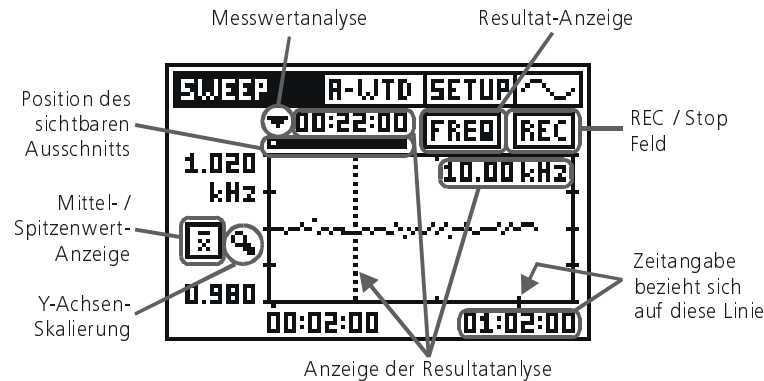 Messwertanalyse
Resultat-Anzeige
SWEEP A-WTD SETUP
Position des
sichtbaren
Ausschnitts
00:22:00 FREQ REC
REC / Stop
Feld
1.020
kHz
10.00 kHz
Mittel- /
Spitzenwert-
Anzeige
x
Y-Achsen-
Skalierung
0.980
Zeitangabe
bezieht sich
auf diese Linie
00:02:00 01:02:00
Anzeige der Resultatanlyse